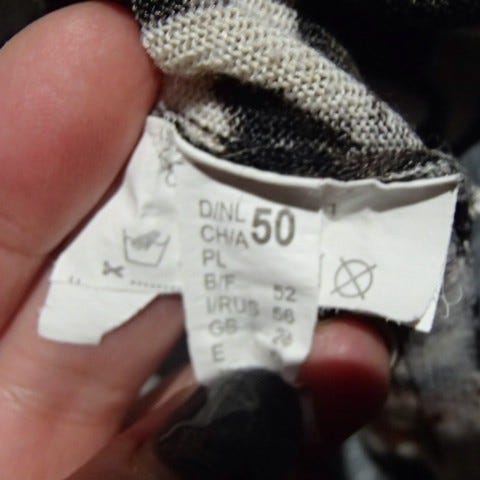 D/NL 50
CH/A
PL
B/F 52
I/RUS 56
GB
E